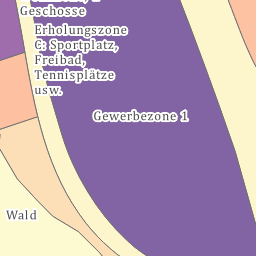 Geschosse
Erholungszone
C: Sportplatz,
Freibad,
Tennisplätze
usw.
Gewerbezone 1
Wald